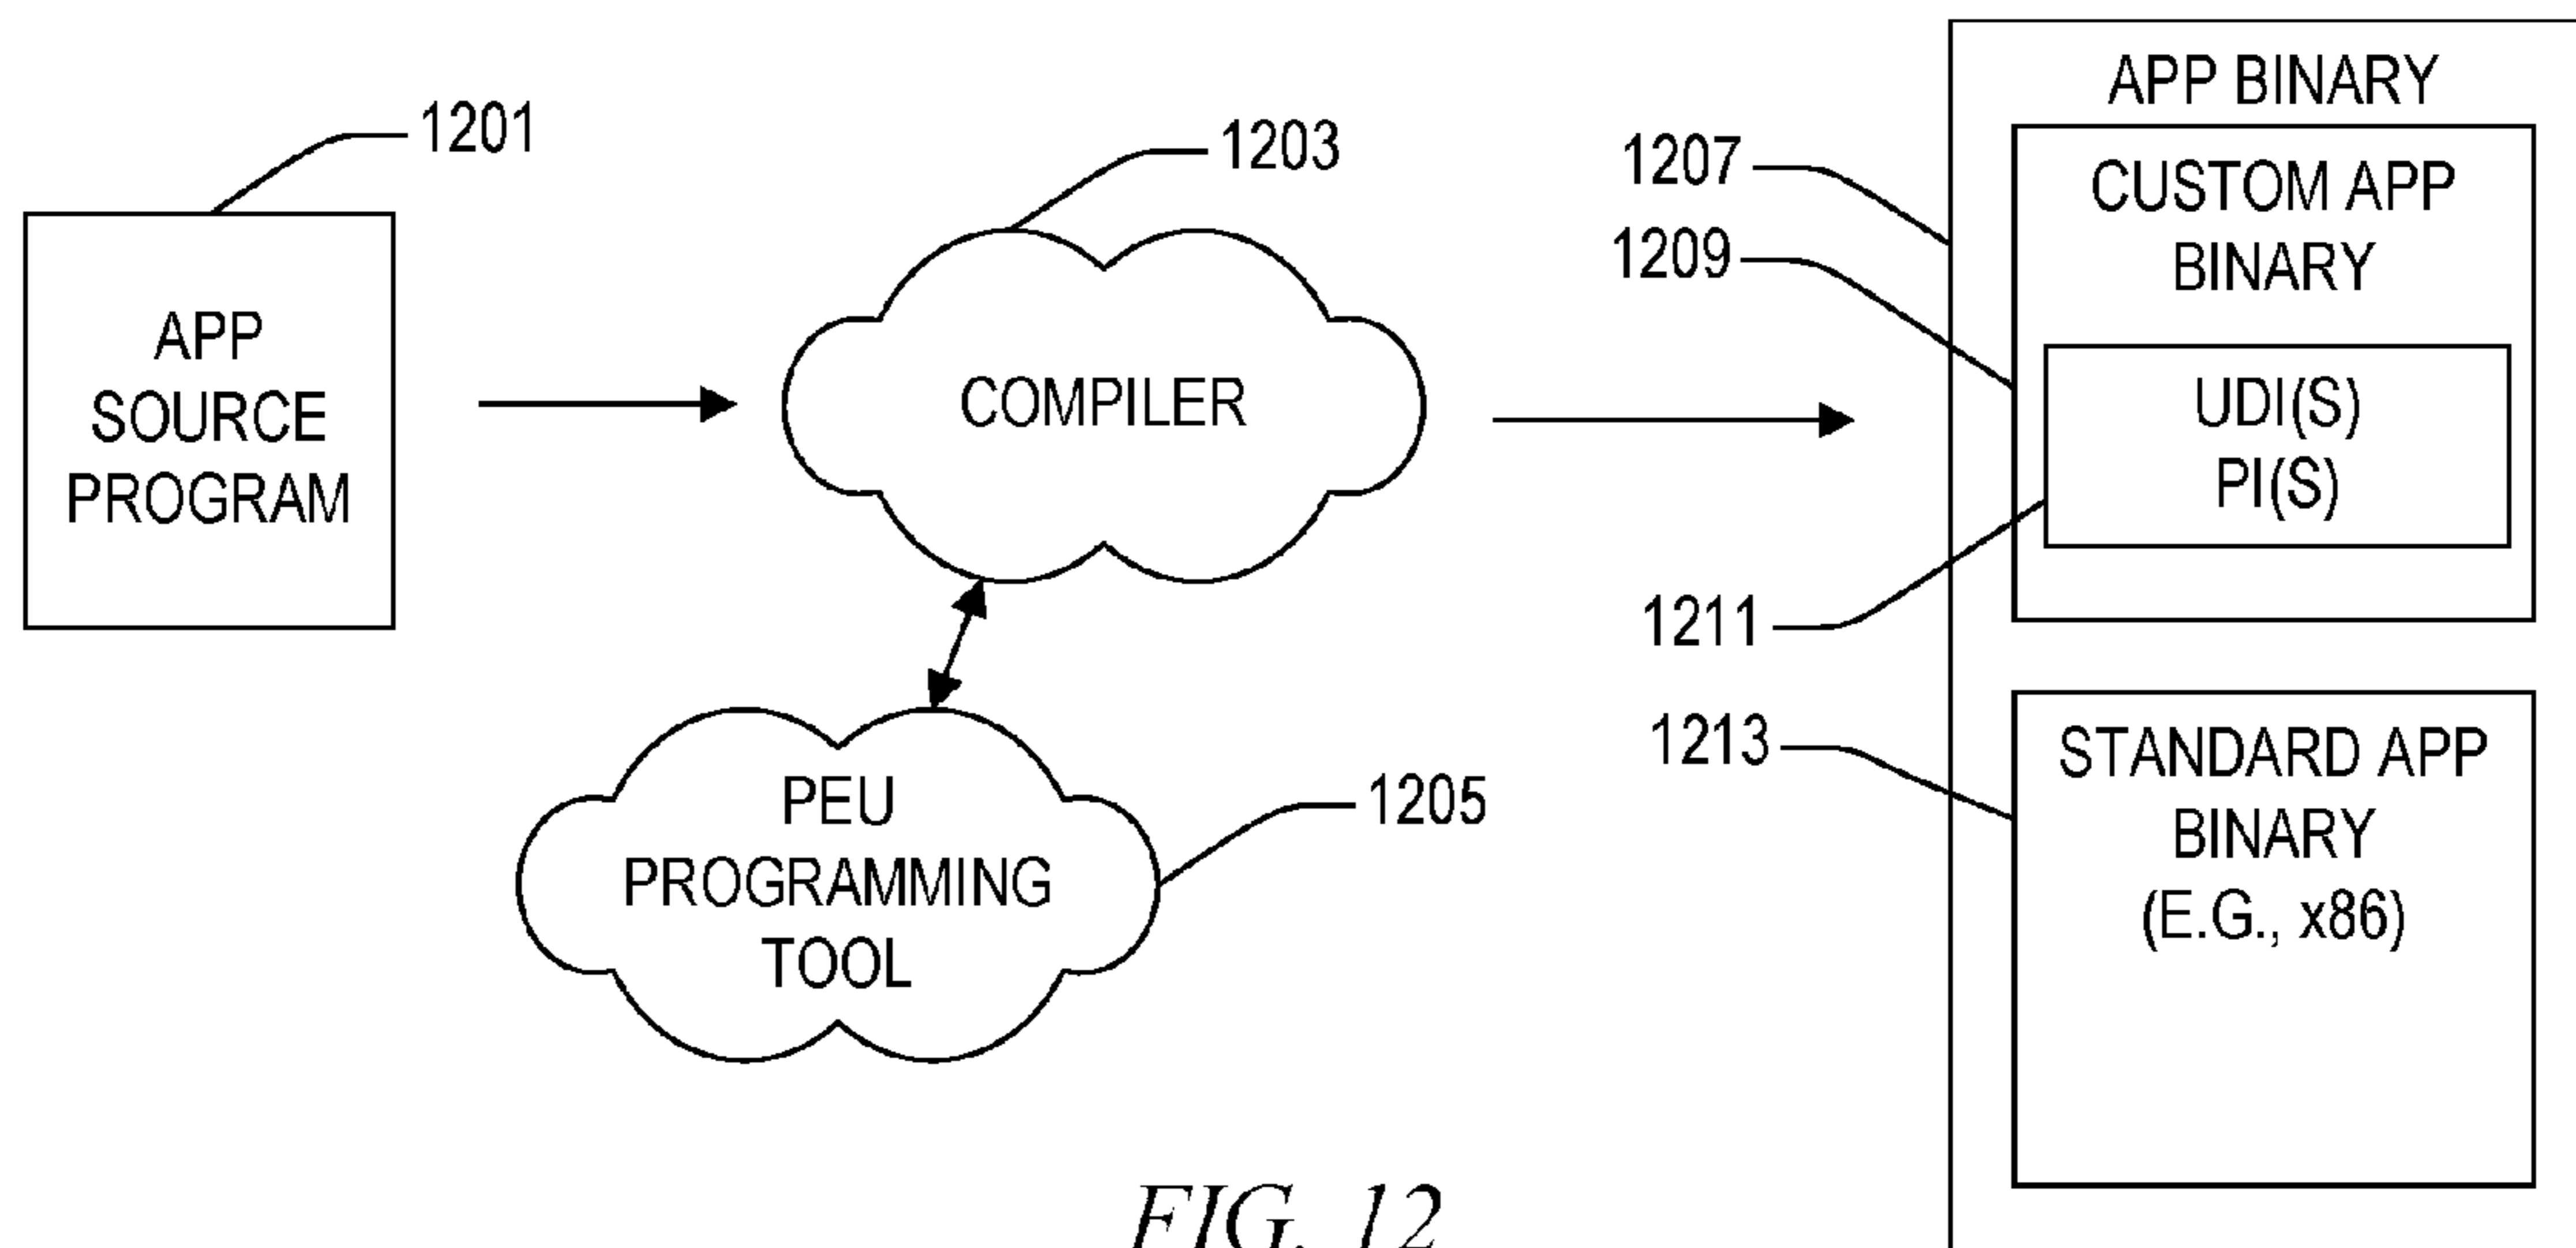 1201
APP
SOURCE
PROGRAM
1203
COMPILER
PEU
PROGRAMMING
TOOL
1205
1207
1209
1211
1213
APP BINARY
CUSTOM APP
BINARY
UDI(S)
PI(S)
STANDARD APP
BINARY
(E.G., x86)
FIG. 12